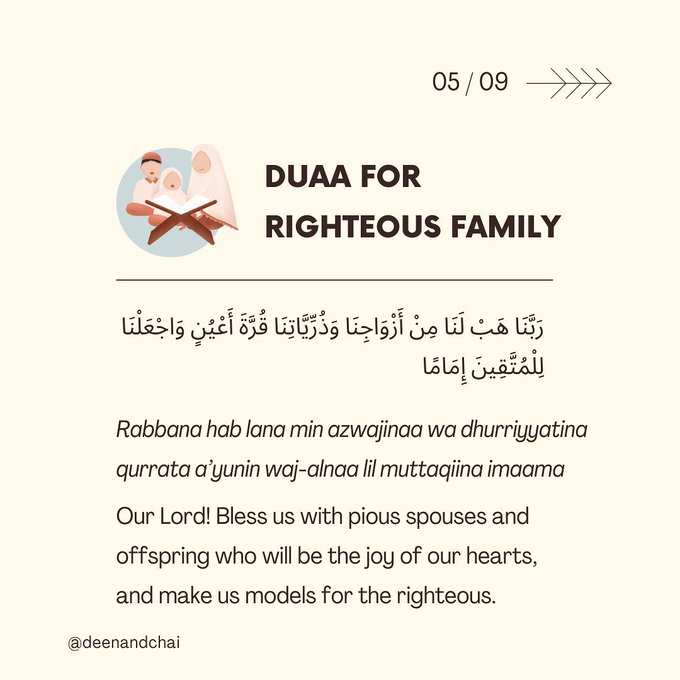 05 / 09
DUAA FOR
RIGHTEOUS FAMILY
رَبَّنَا هَبْ لَنَا مِنْ أَزْوَاجِنَا وَذُرِّيَّاتِنَا قُرَّةَ أَعْيُنٍ وَاجْعَلْنَا
لِلْمُتَّقِينَ إِمَامًا
Rabbana hab lana min azwajinaa wa dhurriyyatina
qurrata a’yunin waj-alnaa lil muttaqiina imaama
Our Lord! Bless us with pious spouses and
offspring who will be the joy of our hearts,
and make us models for the righteous.
@deenandchai